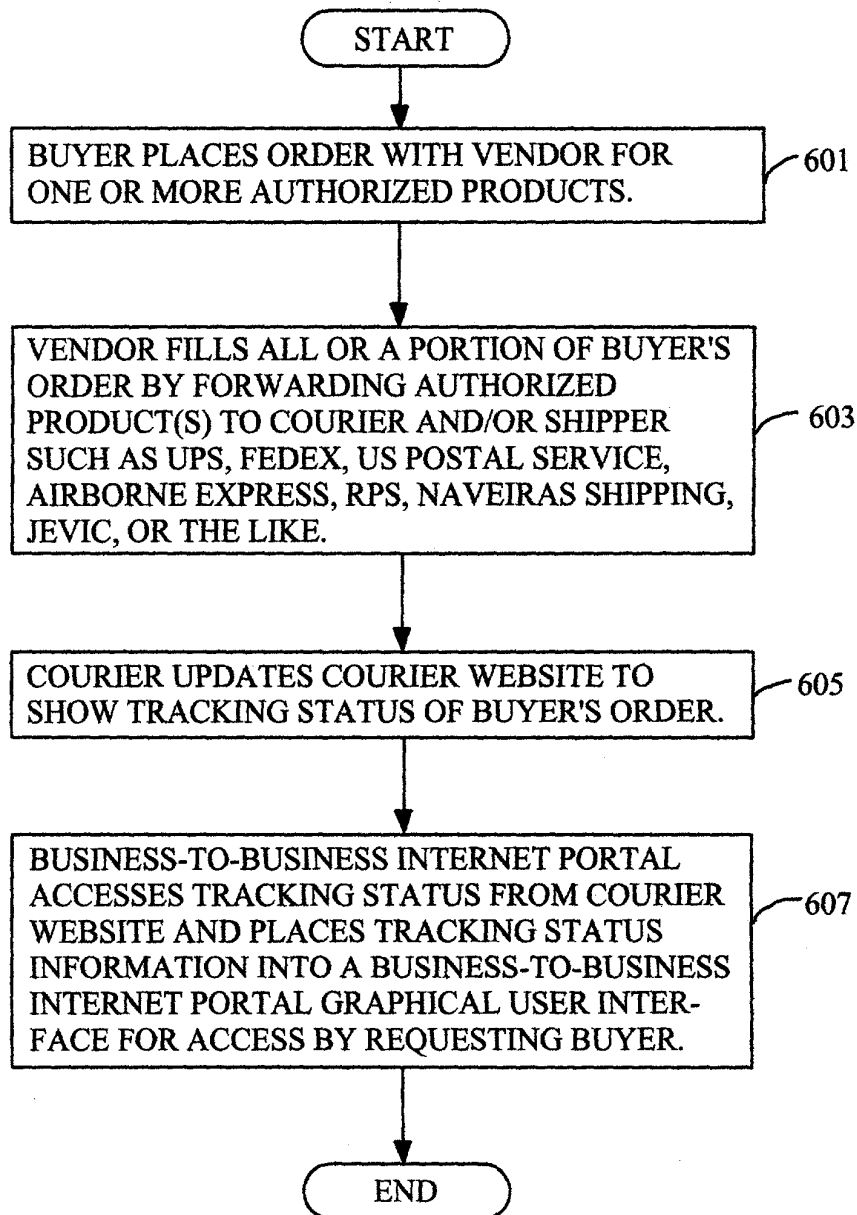 START
BUYER PLACES ORDER WITH VENDOR FOR
ONE OR MORE AUTHORIZED PRODUCTS.
601
VENDOR FILLS ALL OR A PORTION OF BUYER'S
ORDER BY FORWARDING AUTHORIZED
PRODUCT(S) TO COURIER AND/OR SHIPPER
SUCH AS UPS, FEDEX, US POSTAL SERVICE,
AIRBORNE EXPRESS, RPS, NAVEIRAS SHIPPING,
JEVIC, OR THE LIKE.
603
COURIER UPDATES COURIER WEBSITE TO
SHOW TRACKING STATUS OF BUYER'S ORDER.
605
BUSINESS-TO-BUSINESS INTERNET PORTAL
ACCESSES TRACKING STATUS FROM COURIER
WEBSITE AND PLACES TRACKING STATUS
INFORMATION INTO A BUSINESS-TO-BUSINESS
INTERNET PORTAL GRAPHICAL USER INTER-
FACE FOR ACCESS BY REQUESTING BUYER.
607
END